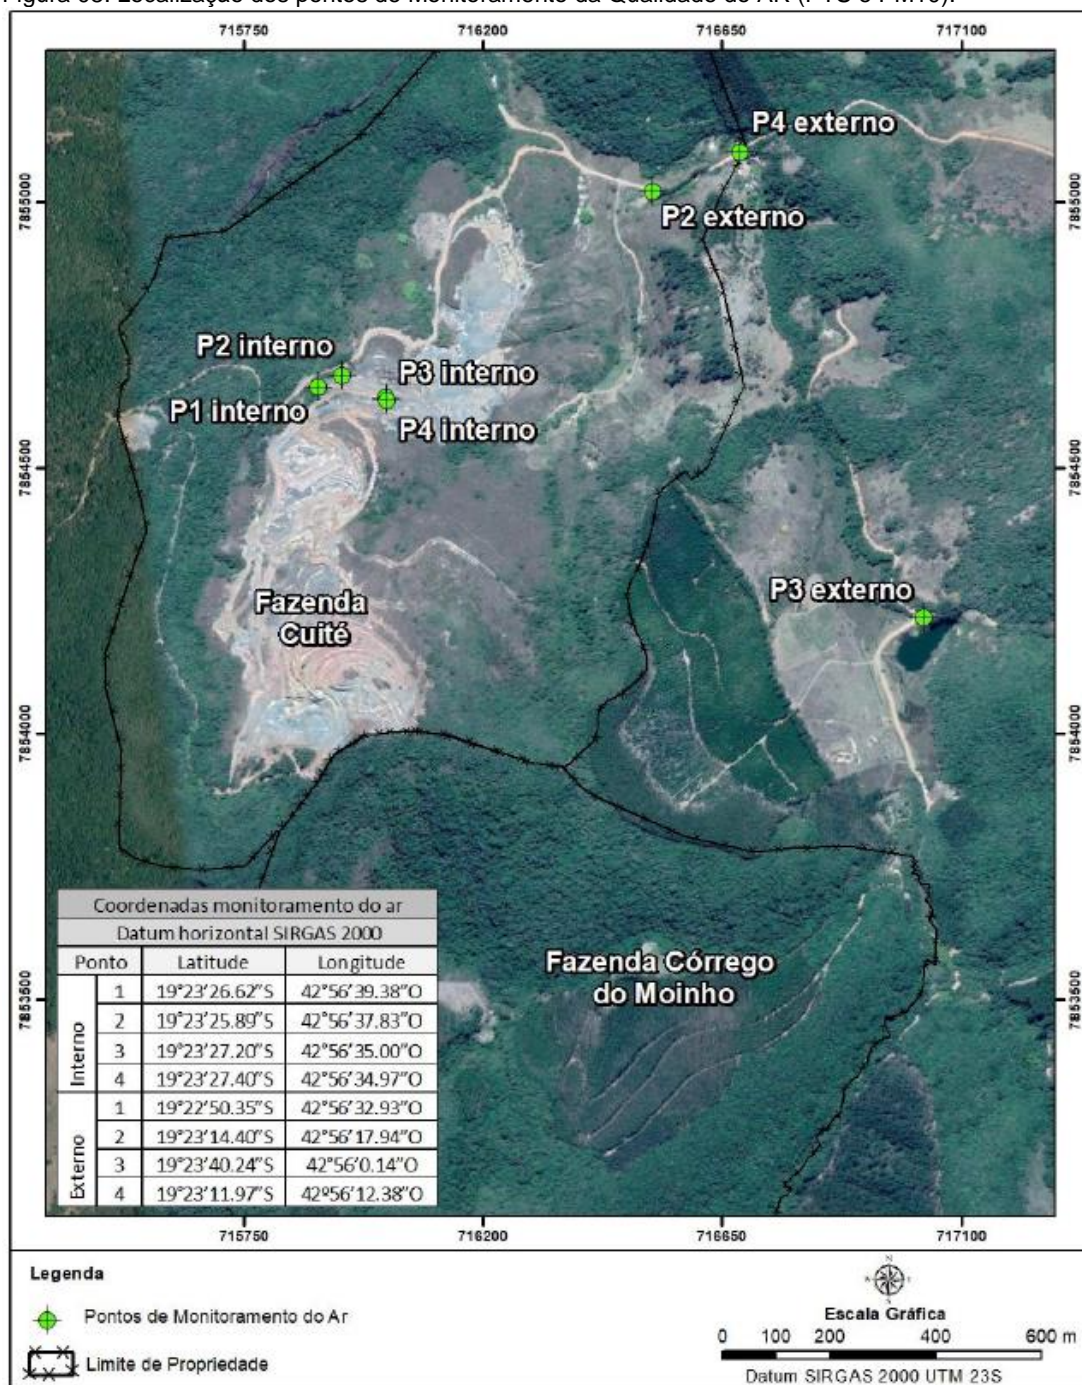 Figura 03: Localização dos pontos de Monitoramento da Qualidade do AR (PTS e PM10).
715750 716200 716650 717100
P4 externo
7855000 7855000
P2 externo
P2 interno
P3 interno
P1 interno
P4 interno
7854500 7854500
P3 externo
Fazenda
Cuité
7854000 7854000
Coordenadas monitoramento do ar
Datum horizontal SIRGAS 2000
Ponto Latitude Longitude
Interno
1 19°23'26.62"S 42°56'39.38"O
2 19°23'25.89"S 42°56'37.83"O
3 19°23'27.20"S 42°56'35.00"O
4 19°23'27.40"S 42°56'34.97"O
Externo
1 19°22'50.35"S 42°56'32.93"O
2 19°23'14.40"S 42°56'17.94"O
3 19°23'40.24"S 42°56'0.14"O
4 19°23'11.97"S 42º56'12.38"O
Fazenda Córrego
do Moinho
7853500 7853500
715750 716200 716650 717100
Legenda
Pontos de Monitoramento do Ar
Limite de Propriedade
N
Escala Gráfica
0 100 200 400 600 m
Datum SIRGAS 2000 UTM 23S